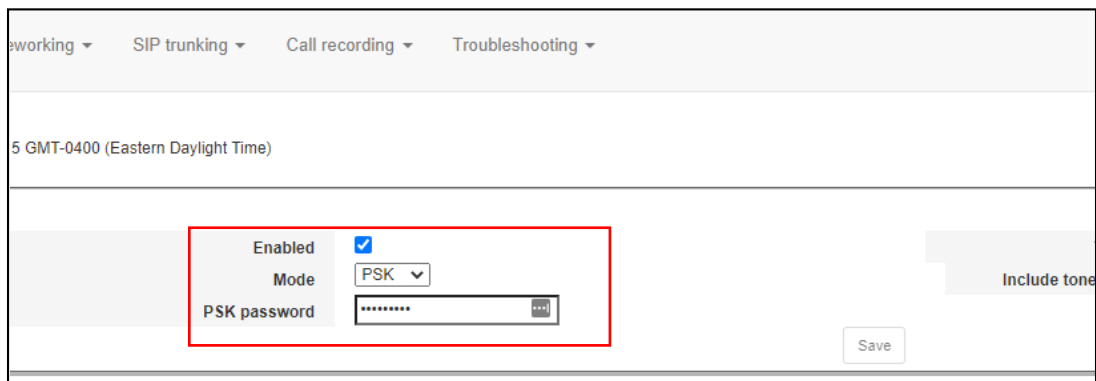 eworking SIP trunking Call recording Troubleshooting
5 GMT-0400 (Eastern Daylight Time)
Enabled
Mode PSK Include tone
PSK password •••••••••
Save